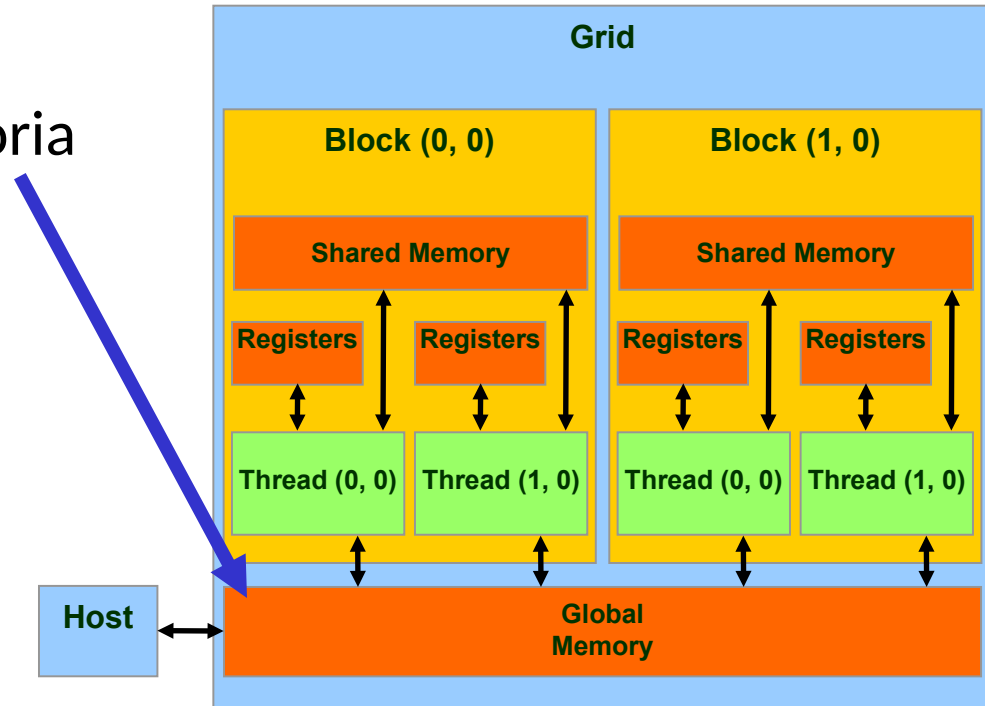 Grid
oria
Block (0, 0)
Block (1, 0)
Shared Memory
Shared Memory
Registers
Registers
Registers
Registers
Thread (0, 0)
Thread (1, 0)
Thread (0, 0)
Thread (1, 0)
Host
Global
Memory